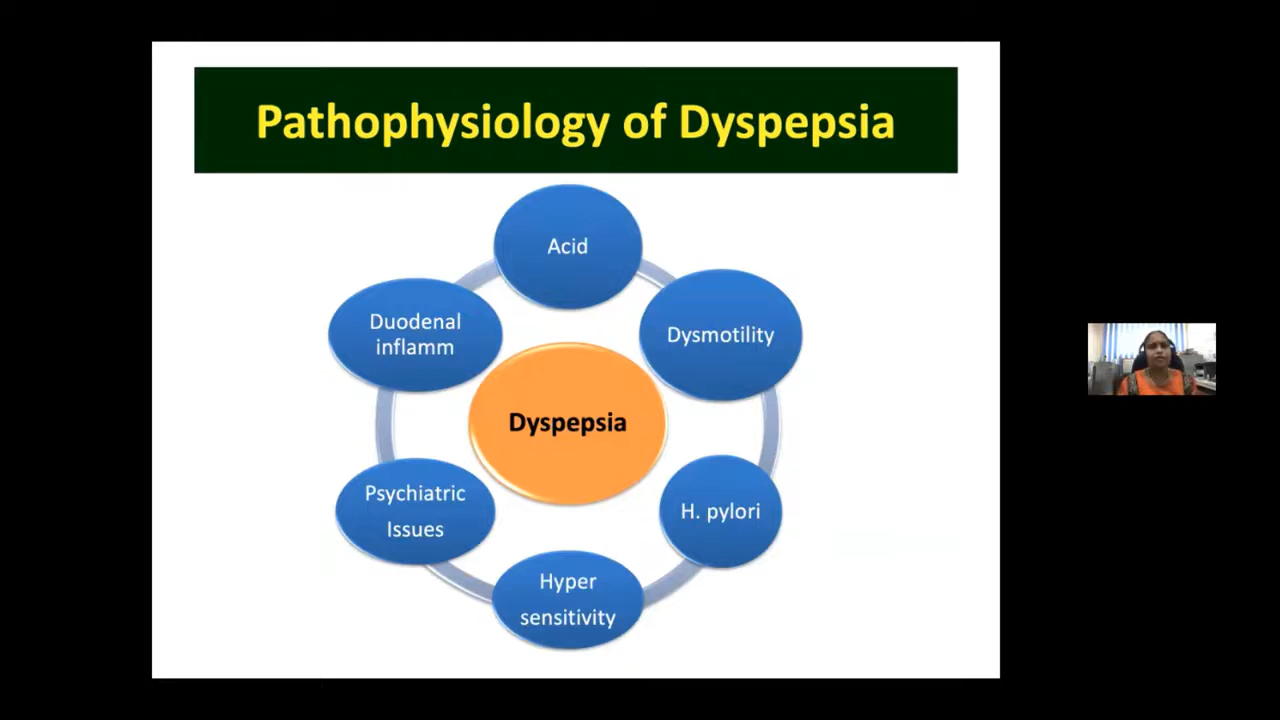 Pathophysiology of Dyspepsia
Acid
Dysmotility
H. pylori
Hyper
sensitivity
Psychiatric
Issues
Duodenal
inflamm
Dyspepsia